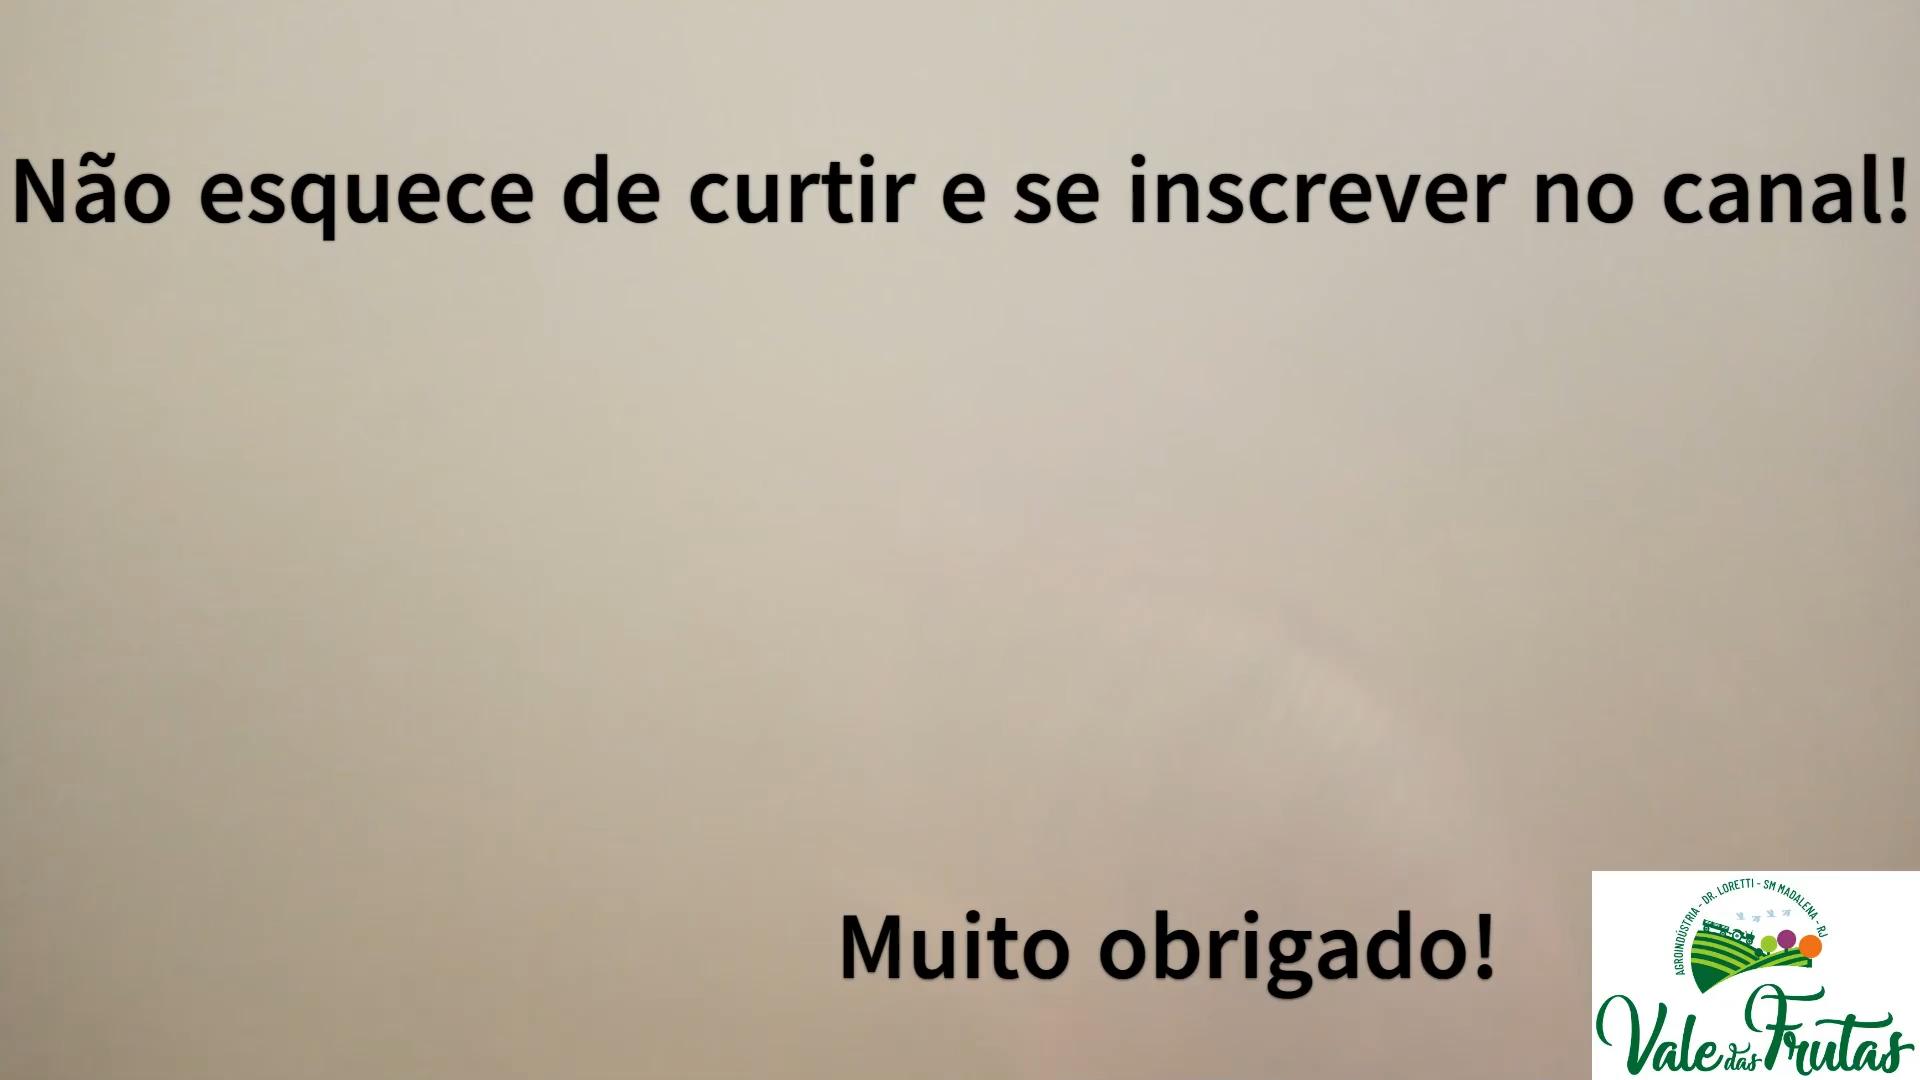 Não esquece de curtir e se inscrever no canal!
Muito obrigado!
AGROINDÚSTRIA - DR. LORETTI - SM MADALENA - RJ
Vale das Frutas